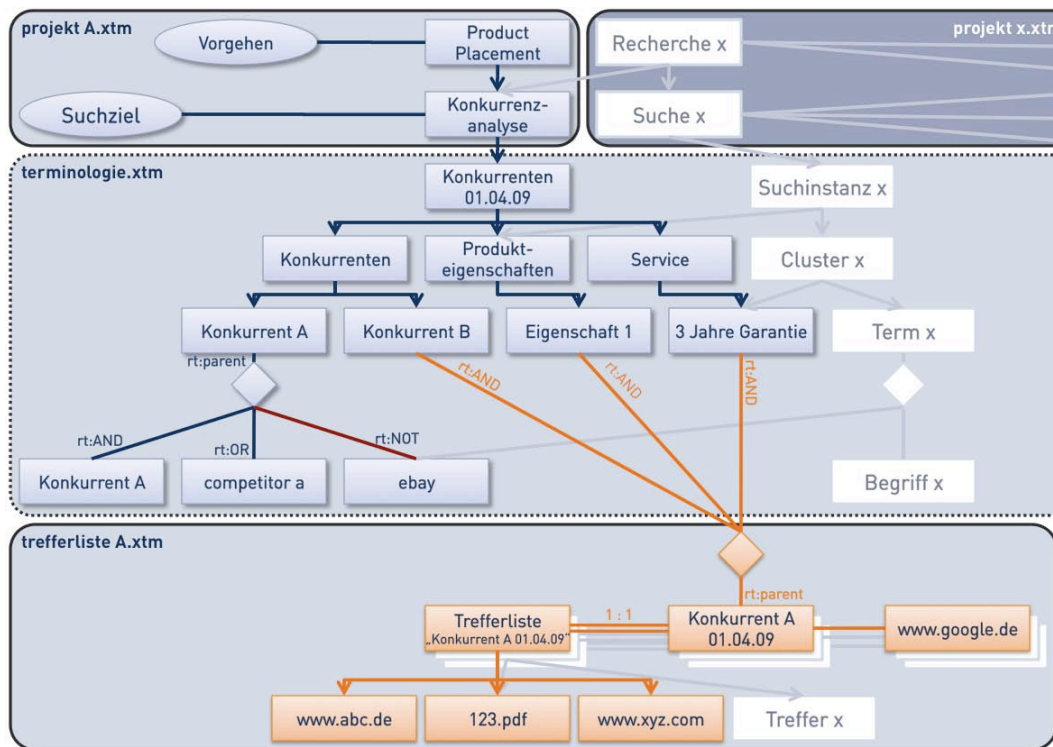 projekt A.xtm
Vorgehen
Product
Placement
Suchziel
Konkurrenz-
analyse
Recherche x
projekt x.xtm
Suche x
terminologie.xtm
Konkurrenten
01.04.09
Suchinstanz x
Konkurrenten
Produkt-
eigenschaften
Service
Cluster x
Konkurrent A
Konkurrent B
Eigenschaft 1
3 Jahre Garantie
Term x
rt:parent
rt:AND
rt:AND
rt:AND
rt:AND
rt:OR
rt:NOT
Konkurrent A
competitor a
ebay
Begriff x
trefferliste A.xtm
rt:parent
Trefferliste
„Konkurrent A 01.04.09“
1 : 1
Konkurrent A
01.04.09
www.google.de
www.abc.de
123.pdf
www.xyz.com
Treffer x